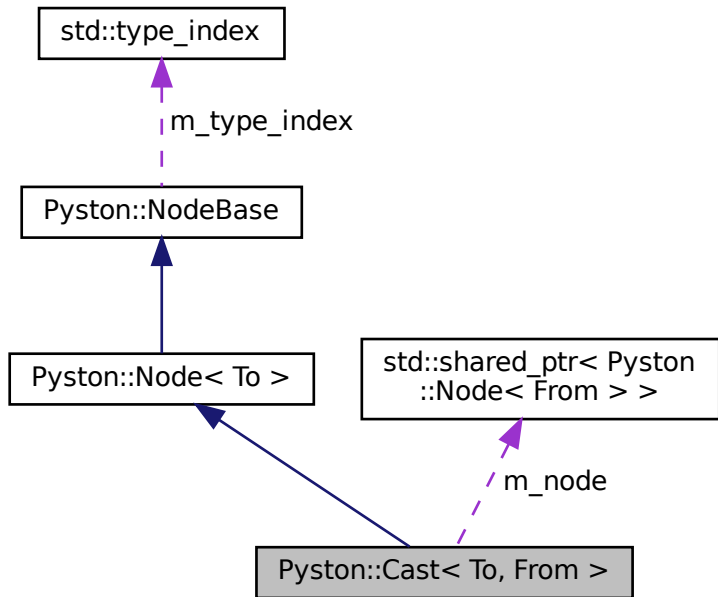 std::type_index
m_type_index
Pyston::NodeBase
Pyston::Node< To >
std::shared_ptr< Pyston
::Node< From > >
m_node
Pyston::Cast< To, From >